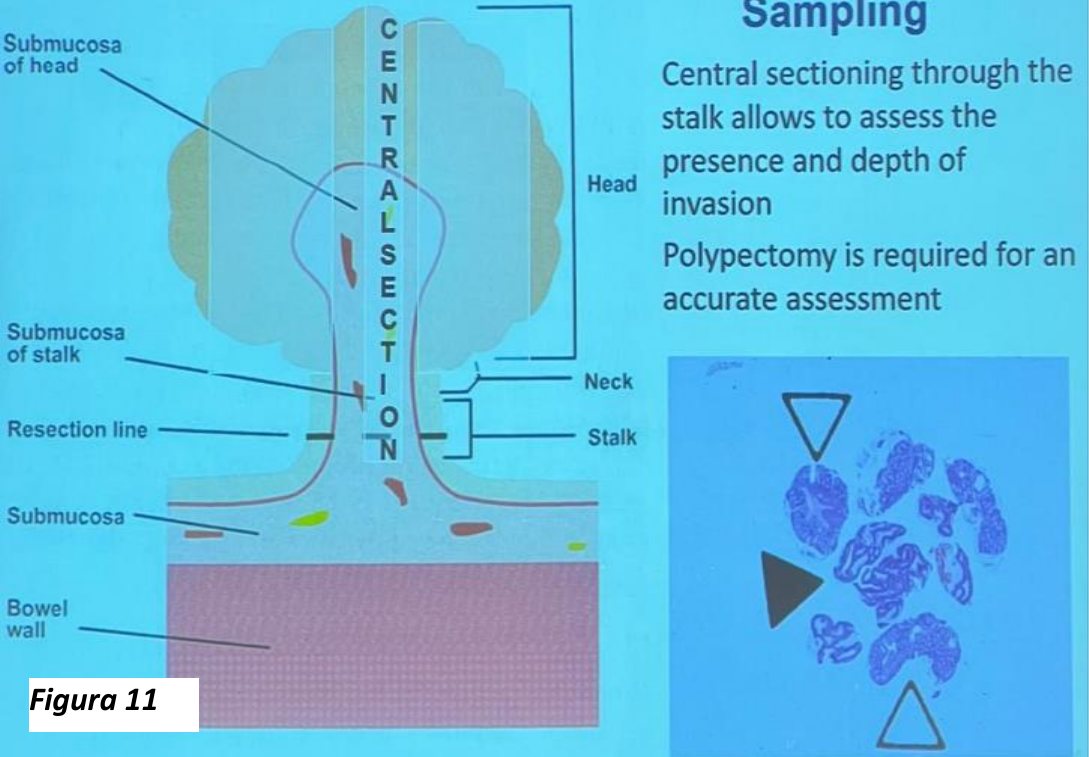 Submucosa
of head
Submucosa
of stalk
Resection line
Submucosa
Bowel
wall
Figura 11
CENTRALSECTION
Head
Neck
Stalk
Sampling
Central sectioning through the
stalk allows to assess the
presence and depth of
invasion
Polypectomy is required for an
accurate assessment